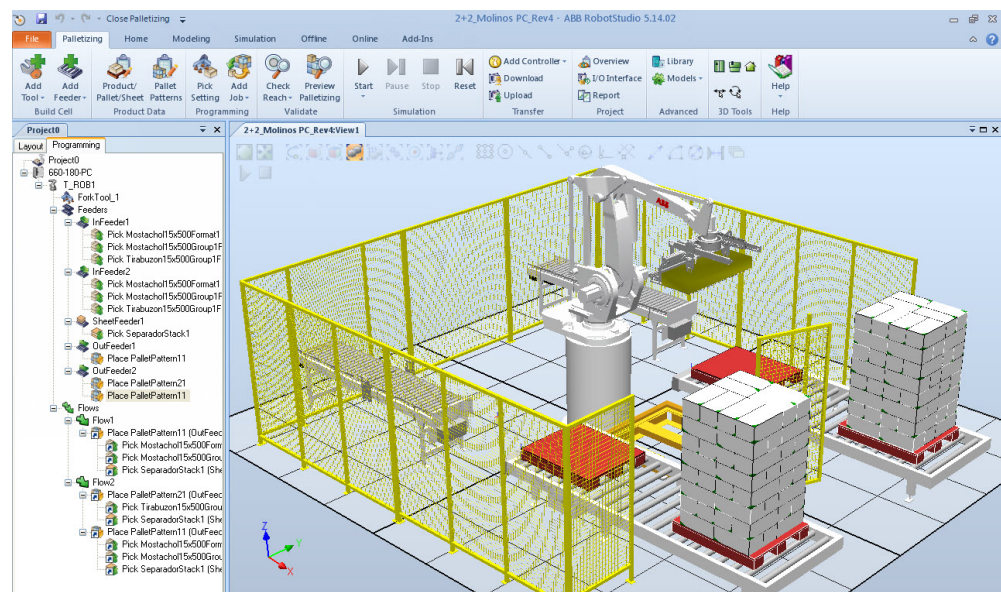 Close Palletizing
2+2_Molinos PC_Rev4 - ABB RobotStudio 5.14.02
File Palletizing Home Modeling Simulation Offline Online Add-Ins
Add Tool
Add Feeder
Product/ Pallet/Sheet
Pallet Patterns
Pick Setting
Add Job
Check Reach
Preview Palletizing
Start
Pause
Stop
Reset
Add Controller
Download
Upload
Overview
I/O Interface
Report
Library
Models
Help
Build Cell Product Data Programming Validate Simulation Transfer Project Advanced 3D Tools Help
Project0
2+2_Molinos PC_Rev4:View1
Layout Programming
Project0
660-180-PC
T_ROB1
ForkTool_1
Feeders
InFeeder1
Pick Mostachol15x500Format1
Pick Mostachol15x500Group1F
Pick Tirabuzon15x500Group1F
InFeeder2
Pick Mostachol15x500Format1
Pick Mostachol15x500Group1F
Pick Tirabuzon15x500Group1F
SheetFeeder1
Pick SeparadorStack1
OutFeeder1
Place PalletPattern11
OutFeeder2
Place PalletPattern21
Place PalletPattern11
Flows
Flow1
Place PalletPattern11 (OutFeec
Pick Mostachol15x500Forn
Pick Mostachol15x500Grou
Pick SeparadorStack1 (She
Flow2
Place PalletPattern21 (OutFeec
Pick Tirabuzon15x500Grou
Pick SeparadorStack1 (She
Place PalletPattern11 (OutFeec
Pick Mostachol15x500Forn
Pick Mostachol15x500Grou
Pick SeparadorStack1 (She
ABB
Z
Y
X